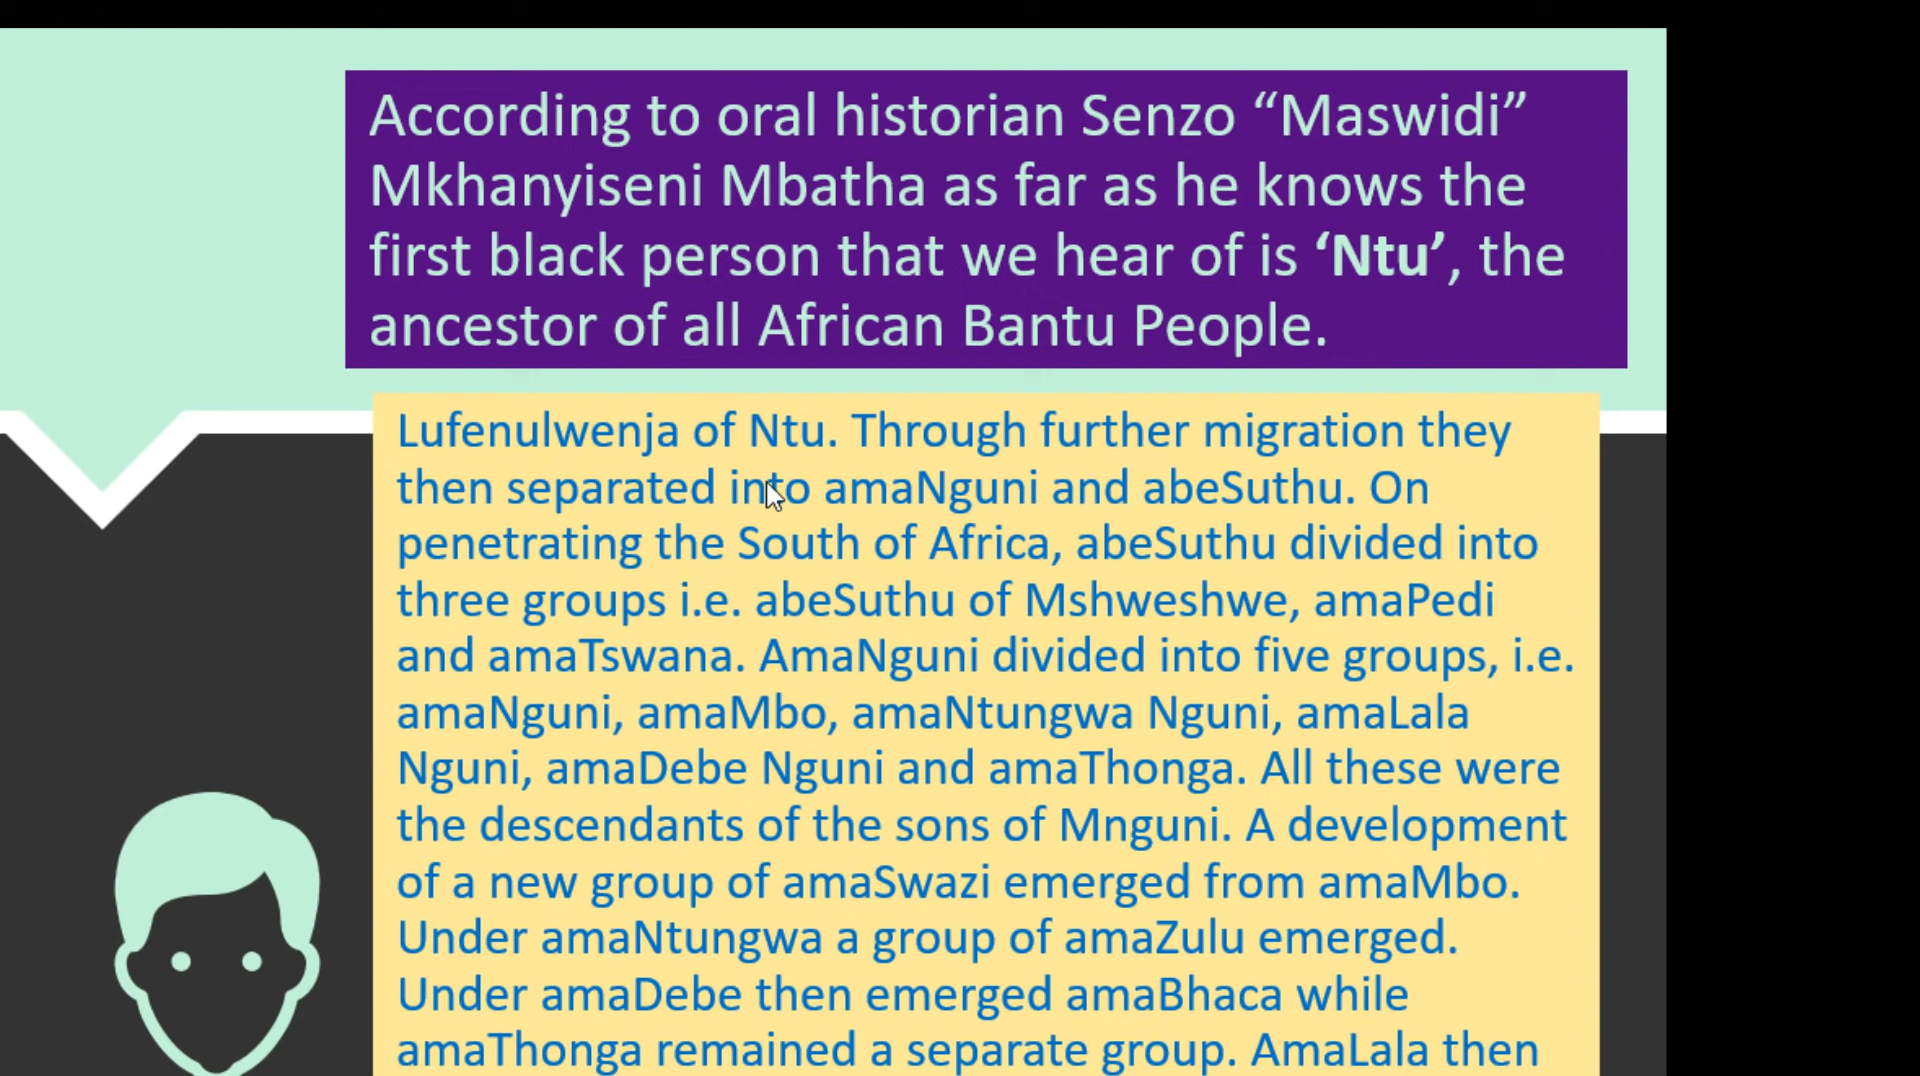 According to oral historian Senzo “Maswidi”
Mkhanyiseni Mbatha as far as he knows the
first black person that we hear of is ‘Ntu’, the
ancestor of all African Bantu People.
Lufenulwenja of Ntu. Through further migration they
then separated into amaNguni and abeSuthu. On
penetrating the South of Africa, abeSuthu divided into
three groups i.e. abeSuthu of Mshweshwe, amaPedi
and amaTswana. AmaNguni divided into five groups, i.e.
amaNguni, amaMbo, amaNtungwa Nguni, amaLala
Nguni, amaDebe Nguni and amaThonga. All these were
the descendants of the sons of Mnguni. A development
of a new group of amaSwazi emerged from amaMbo.
Under amaNtungwa a group of amaZulu emerged.
Under amaDebe then emerged amaBhaca while
amaThonga remained a separate group. AmaLala then